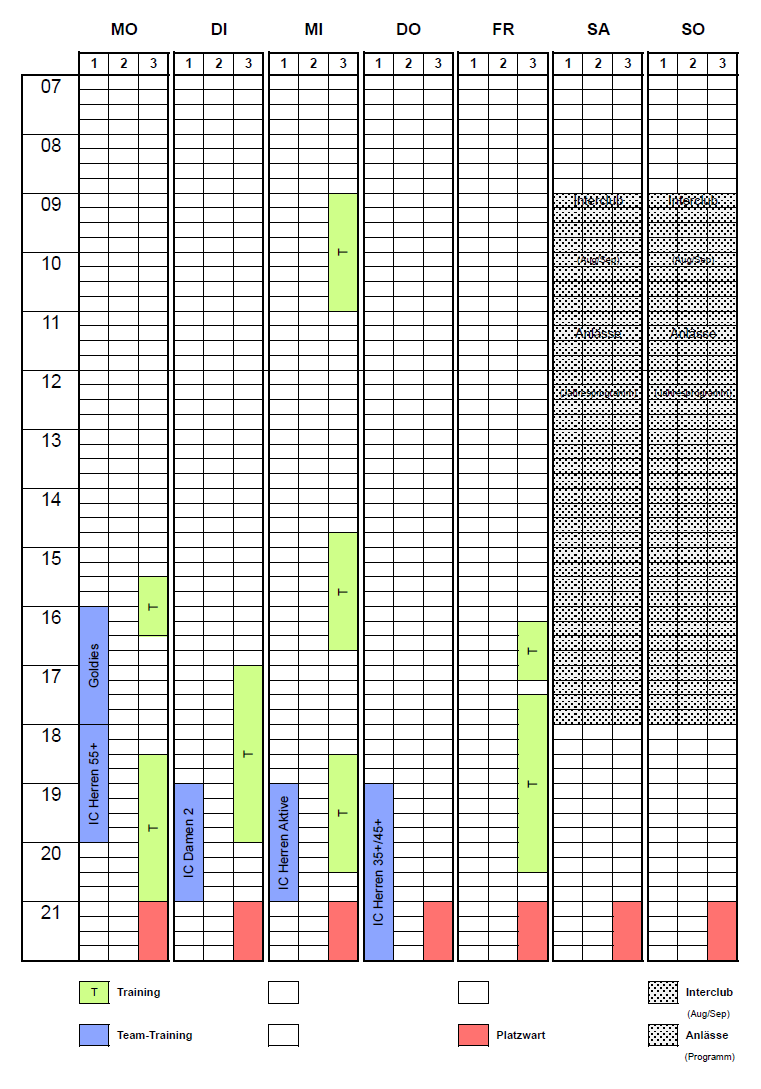 MO DI MI DO FR SA SO
1 2 3 1 2 3 1 2 3 1 2 3 1 2 3 1 2 3 1 2 3
07
08
09
Interclub Interclub
10
T
(Aug/Sep) (Aug/Sep)
11
Anlässe Anlässe
12
(Jahresprogramm) (Jahresprogramm)
13
14
15
T
T
16
Goldies
T
17
18
IC Herren 55+
T
T
19
T
T
IC Damen 2
IC Herren Aktive
IC Herren 35+/45+
20
21
T Training
Interclub
(Aug/Sep)
Team-Training
Platzwart
Anlässe
(Programm)